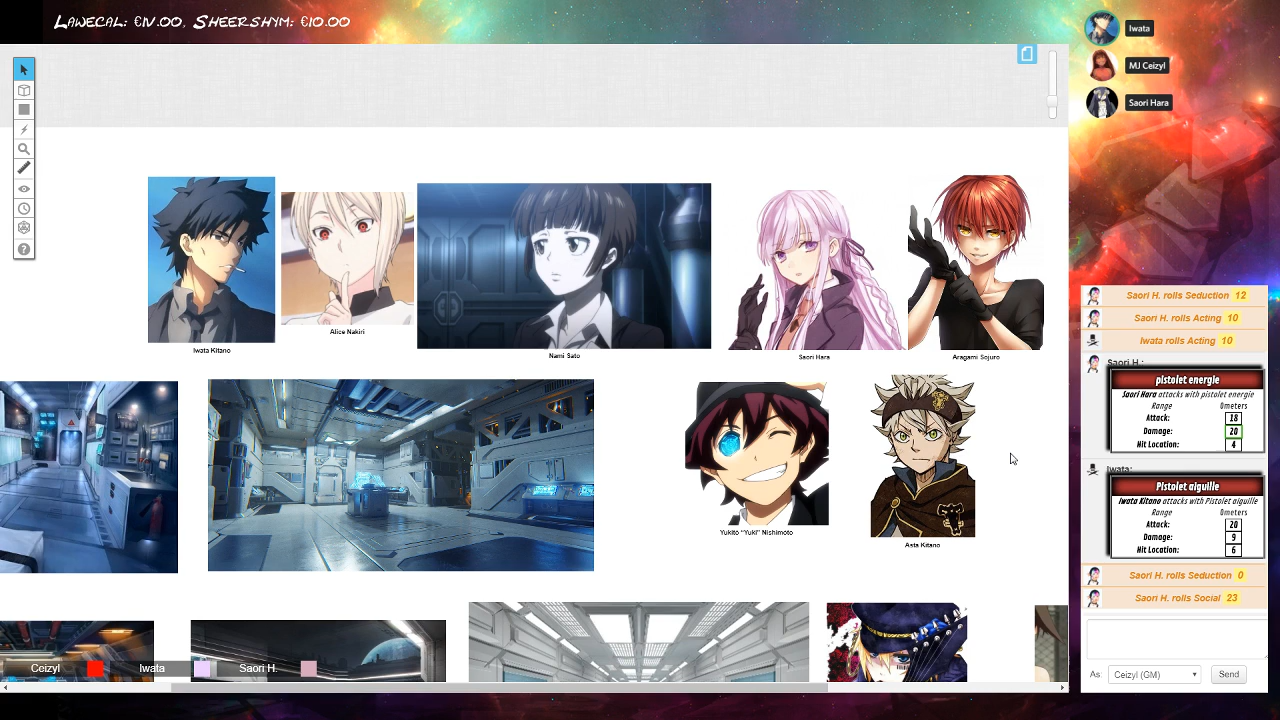 Lawecal: €IV.00, Sheershym: €10.00
Iwata
MJ Ceizyl
Saori Hara
Iwata Kitano
Alice Nakiri
Nami Sato
Saori Hara
Aragami Sojuro
Yukito "Yuki" Nishimoto
Asta Kitano
Ceizyl
Iwata
Saori H.
Saori H. rolls Seduction 12
Saori H. rolls Acting 10
Iwata rolls Acting 10
Saori H.:
pistolet energie
Saori Hara attacks with pistolet energie
Range 0meters
Attack: 18
Damage: 20
Hit Location: 4
Iwata:
Pistolet aiguille
Iwata Kitano attacks with Pistolet aiguille
Range 0meters
Attack: 20
Damage: 9
Hit Location: 6
Saori H. rolls Seduction 0
Saori H. rolls Social 23
As: Ceizyl (GM) Send